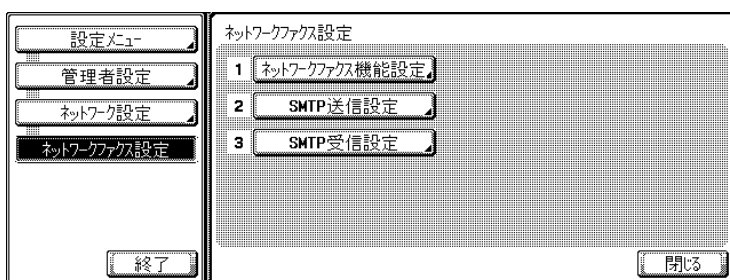 設定メニュー
管理者設定
ネットワーク設定
ネットワークファクス設定
終了
ネットワークファクス設定
1 ネットワークファクス機能設定
2 SMTP送信設定
3 SMTP受信設定
閉じる